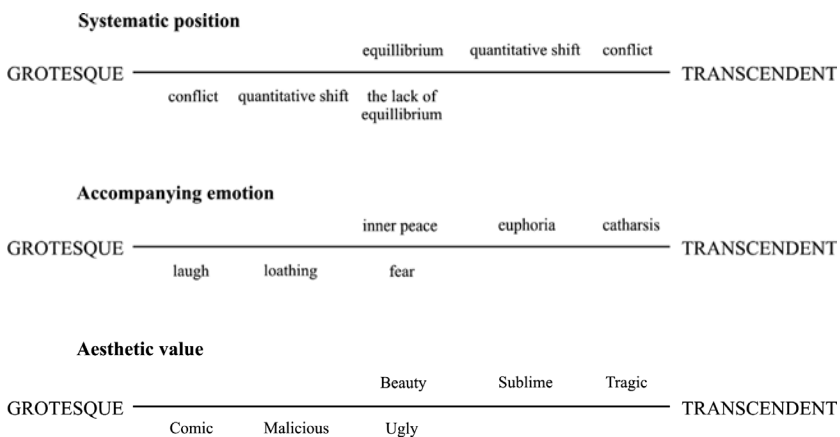 Systematic position
equillibrium quantitative shift conflict
GROTESQUE TRANSCENDENT
conflict quantitative shift the lack of
equillibrium
Accompanying emotion
inner peace euphoria catharsis
GROTESQUE TRANSCENDENT
laugh loathing fear
Aesthetic value
Beauty Sublime Tragic
GROTESQUE TRANSCENDENT
Comic Malicious Ugly